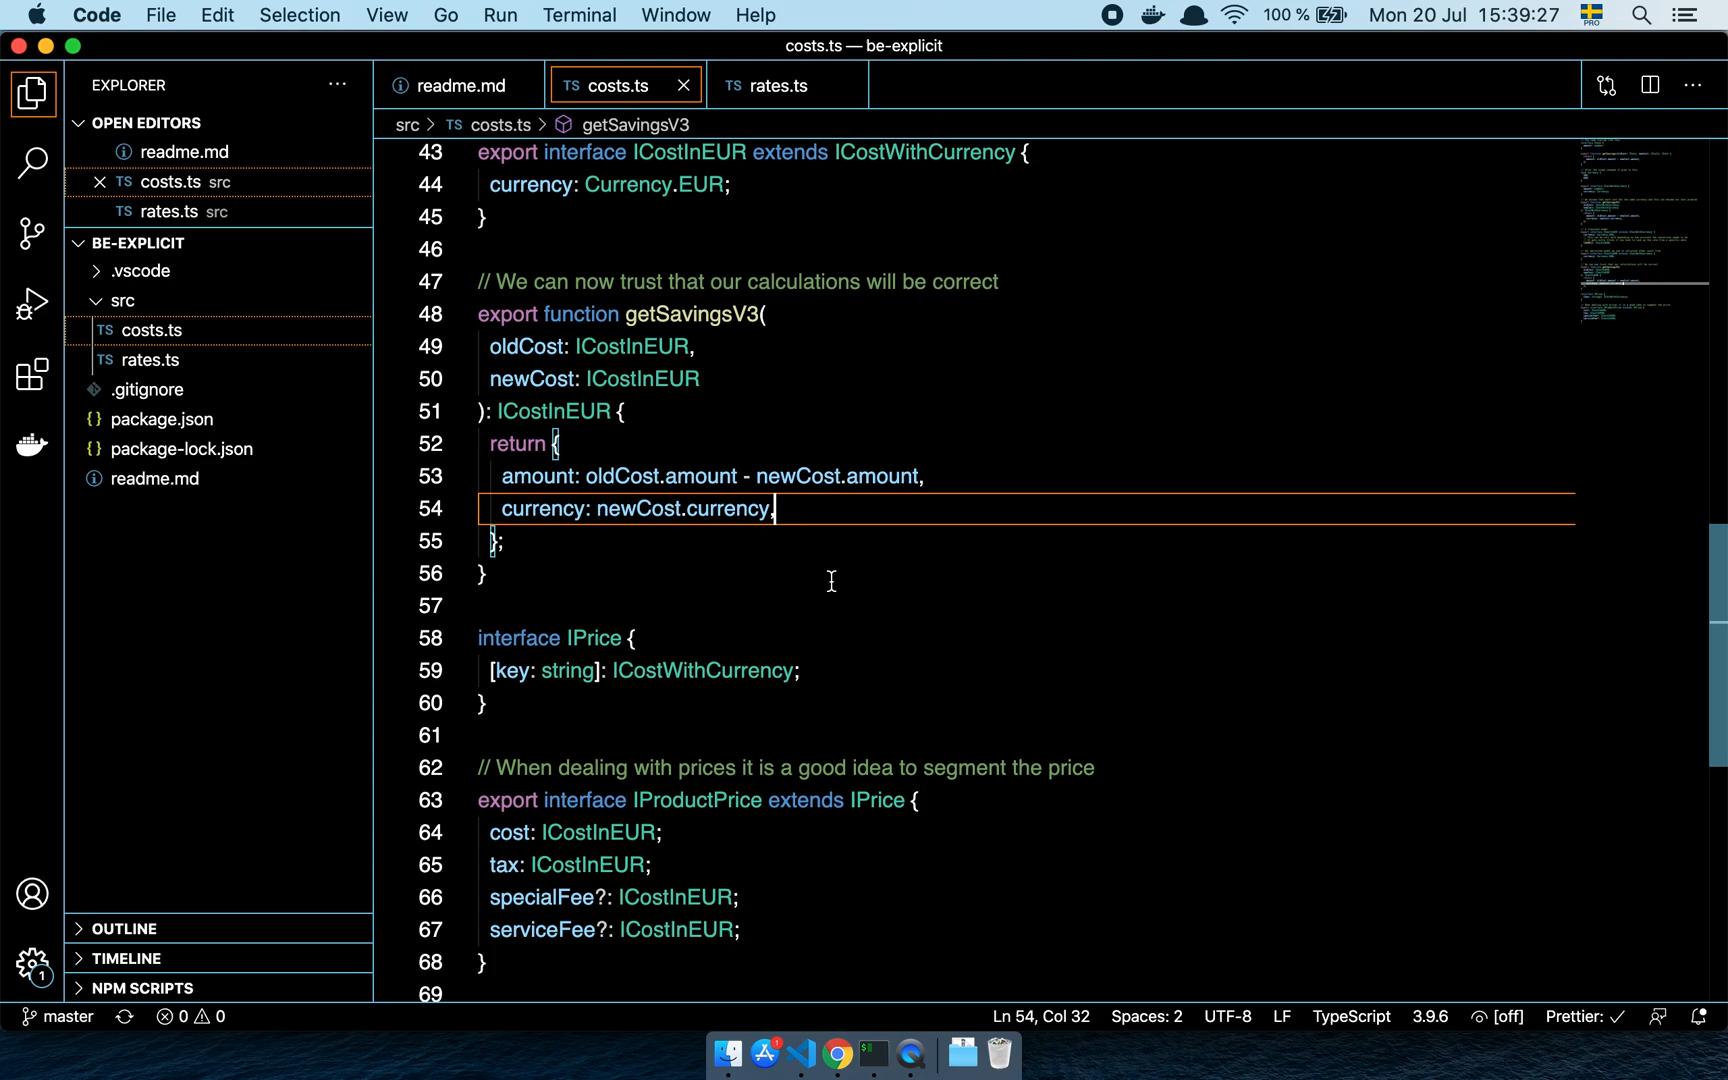 Code File Edit Selection View Go Run Terminal Window Help 100 % Mon 20 Jul 15:39:27 PRO
costs.ts — be-explicit
EXPLORER
OPEN EDITORS
readme.md
TS costs.ts src
TS rates.ts src
BE-EXPLICIT
.vscode
src
TS costs.ts
TS rates.ts
.gitignore
{} package.json
{} package-lock.json
readme.md
OUTLINE
TIMELINE
NPM SCRIPTS
readme.md TS costs.ts TS rates.ts
src > TS costs.ts > getSavingsV3
43 export interface ICostInEUR extends ICostWithCurrency {
44 currency: Currency.EUR;
45 }
46
47 // We can now trust that our calculations will be correct
48 export function getSavingsV3(
49 oldCost: ICostInEUR,
50 newCost: ICostInEUR
51 ): ICostInEUR {
52 return {
53 amount: oldCost.amount - newCost.amount,
54 currency: newCost.currency,
55 };
56 }
57
58 interface IPrice {
59 [key: string]: ICostWithCurrency;
60 }
61
62 // When dealing with prices it is a good idea to segment the price
63 export interface IProductPrice extends IPrice {
64 cost: ICostInEUR;
65 tax: ICostInEUR;
66 specialFee?: ICostInEUR;
67 serviceFee?: ICostInEUR;
68 }
69
1
master 0 0 Ln 54, Col 32 Spaces: 2 UTF-8 LF TypeScript 3.9.6 [off] Prettier: ✓
1